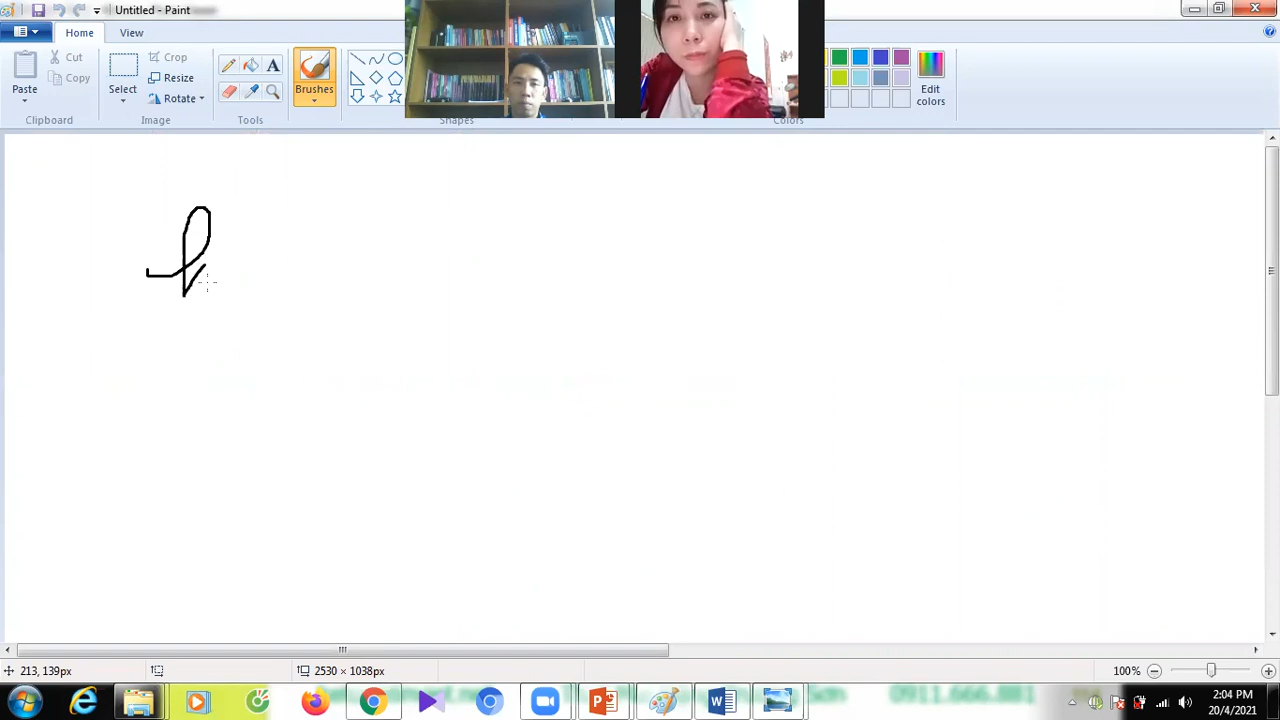 Untitled - Paint
Home View
Cut
Copy
Paste
Clipboard
Crop
Resize
Rotate
Select
Image
Tools
Brushes
Shapes
Edit colors
Colors
213, 139px
2530 × 1038px
100%
2:04 PM
20/4/2021